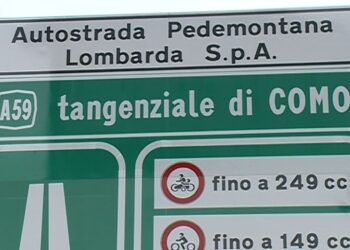 Autostrada Pedemontana
Lombarda S.p.A.
A59 tangenziale di COMO
fino a 249 cc
fino a 149 cc